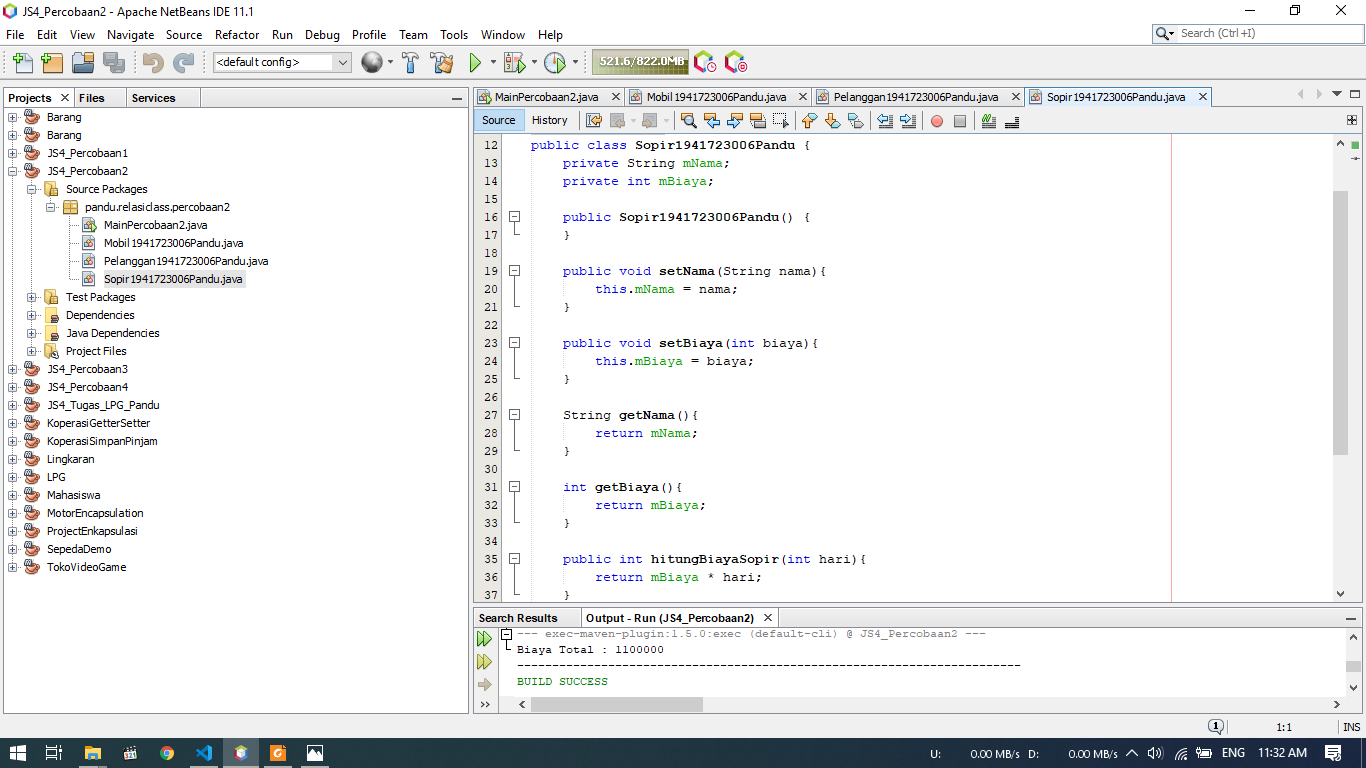 JS4_Percobaan2 - Apache NetBeans IDE 11.1
File Edit View Navigate Source Refactor Run Debug Profile Team Tools Window Help
Search (Ctrl+I)
<default config>
521.6/822.0MB
Projects
Files
Services
Barang
Barang
JS4_Percobaan1
JS4_Percobaan2
Source Packages
pandu.relasiclass.percobaan2
MainPercobaan2.java
Mobil1941723006Pandu.java
Pelanggan1941723006Pandu.java
Sopir1941723006Pandu.java
Test Packages
Dependencies
Java Dependencies
Project Files
JS4_Percobaan3
JS4_Percobaan4
JS4_Tugas_LPG_Pandu
KoperasiGetterSetter
KoperasiSimpanPinjam
Lingkaran
LPG
Mahasiswa
MotorEncapsulation
ProjectEnkapsulasi
SepedaDemo
TokoVideoGame
MainPercobaan2.java
Mobil1941723006Pandu.java
Pelanggan1941723006Pandu.java
Sopir1941723006Pandu.java
Source
History
12 public class Sopir1941723006Pandu {
13 private String mNama;
14 private int mBiaya;
15
16 public Sopir1941723006Pandu() {
17 }
18
19 public void setNama(String nama){
20 this.mNama = nama;
21 }
22
23 public void setBiaya(int biaya){
24 this.mBiaya = biaya;
25 }
26
27 String getNama(){
28 return mNama;
29 }
30
31 int getBiaya(){
32 return mBiaya;
33 }
34
35 public int hitungBiayaSopir(int hari){
36 return mBiaya * hari;
37 }
Search Results
Output - Run (JS4_Percobaan2)
--- exec-maven-plugin:1.5.0:exec (default-cli) @ JS4_Percobaan2 ---
Biaya Total : 1100000
------------------------------------------------------------------------
BUILD SUCCESS
1
1:1
INS
U: 0.00 MB/s D: 0.00 MB/s
ENG
11:32 AM